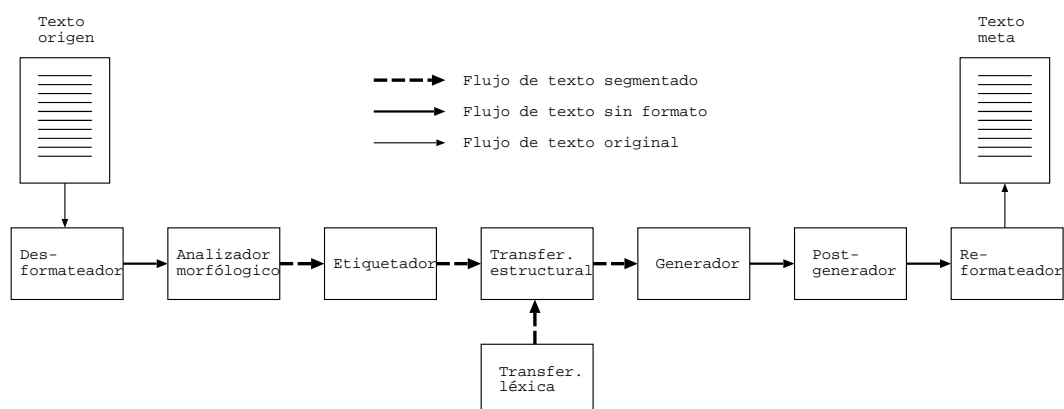 Texto
origen
Texto
meta
Flujo de texto segmentado
Flujo de texto sin formato
Flujo de texto original
Des-
formateador
Analizador
morfólogico
Etiquetador
Transfer.
estructural
Generador
Post-
generador
Re-
formateador
Transfer.
léxica